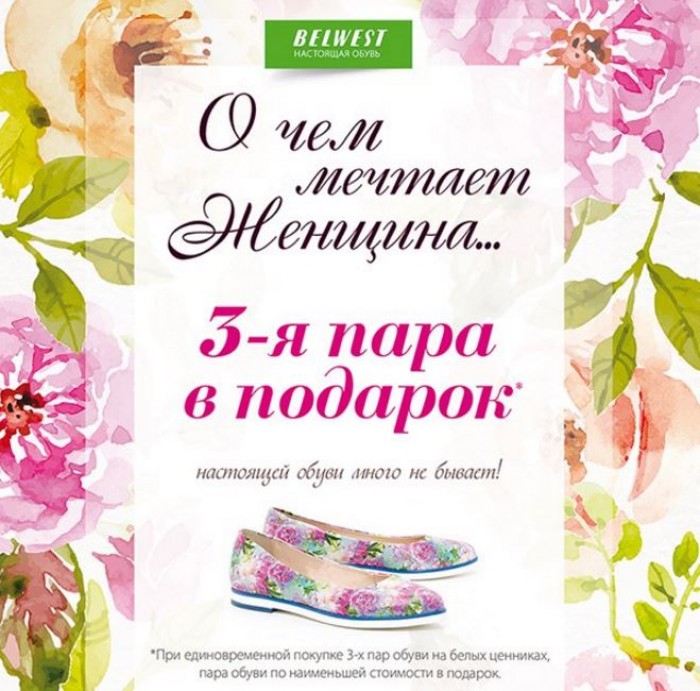 BELWEST
НАСТОЯЩАЯ ОБУВЬ
О чем
мечтает
Женщина...
3-я пара
в подарок*
настоящей обуви много не бывает!
*При единовременной покупке 3-х пар обуви на белых ценниках,
пара обуви по наименьшей стоимости в подарок.